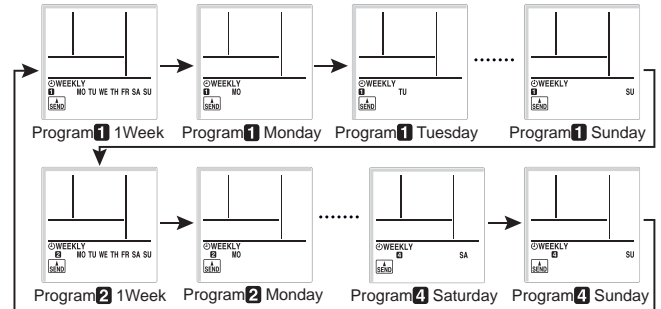 WEEKLY
1 MO TU WE TH FR SA SU
SEND
Program 1 1Week
WEEKLY
1 MO
SEND
Program 1 Monday
WEEKLY
1 TU
SEND
Program 1 Tuesday
WEEKLY
1 SU
SEND
Program 1 Sunday
WEEKLY
2 MO TU WE TH FR SA SU
SEND
Program 2 1Week
WEEKLY
2 MO
SEND
Program 2 Monday
WEEKLY
4 SA
SEND
Program 4 Saturday
WEEKLY
4 SU
SEND
Program 4 Sunday